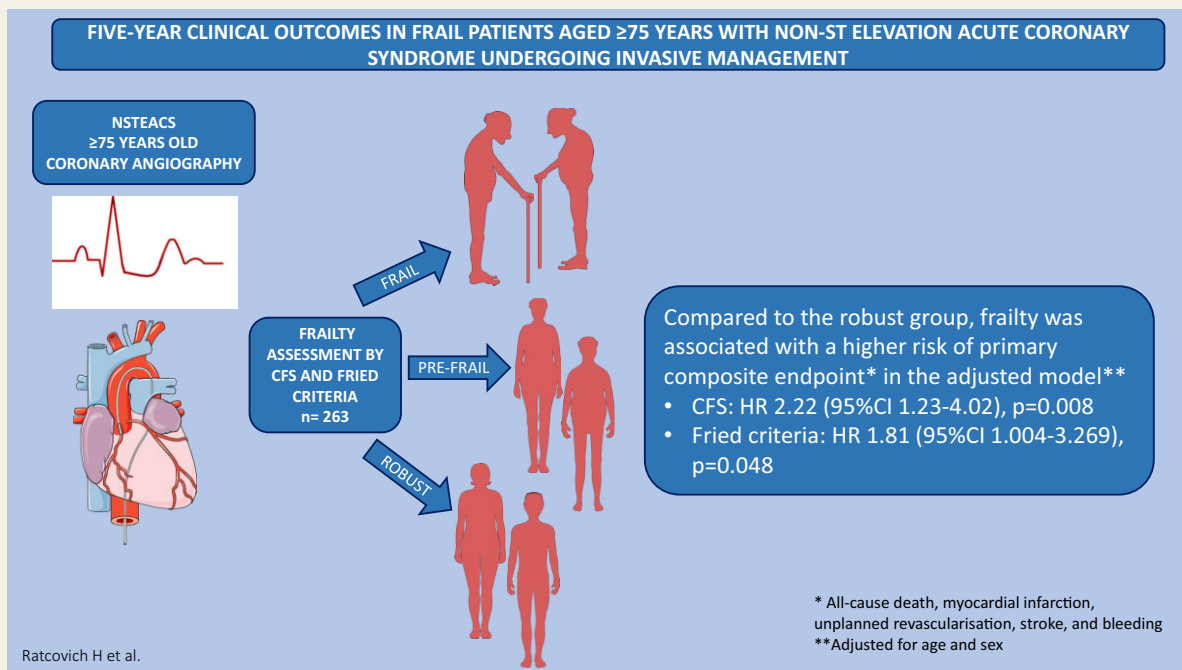 FIVE-YEAR CLINICAL OUTCOMES IN FRAIL PATIENTS AGED ≥75 YEARS WITH NON-ST ELEVATION ACUTE CORONARY
SYNDROME UNDERGOING INVASIVE MANAGEMENT
NSTEACS
≥75 YEARS OLD
CORONARY ANGIOGRAPHY
FRAILTY
ASSESSMENT BY
CFS AND FRIED
CRITERIA
n= 263
FRAIL
PRE-FRAIL
ROBUST
Compared to the robust group, frailty was
associated with a higher risk of primary
composite endpoint* in the adjusted model**
• CFS: HR 2.22 (95%CI 1.23-4.02), p=0.008
• Fried criteria: HR 1.81 (95%CI 1.004-3.269),
p=0.048
* All-cause death, myocardial infarction,
unplanned revascularisation, stroke, and bleeding
**Adjusted for age and sex
Ratcovich H et al.